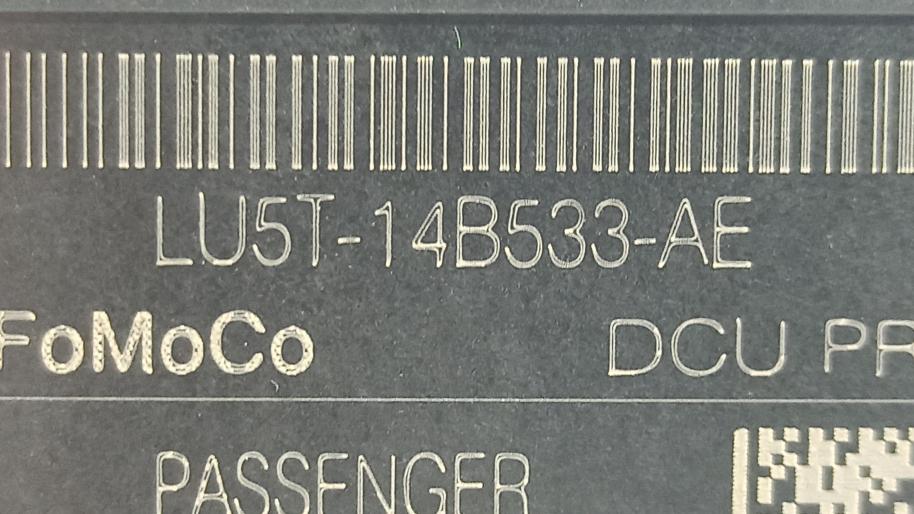 LU5T-14B533-AE
FoMoCo DCU PR
PASSENGER